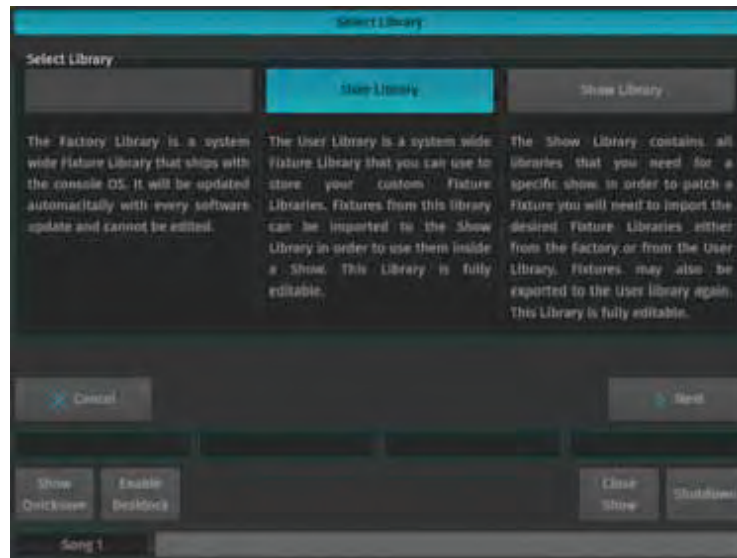 Select Library
Select Library
User Library
Show Library
The Factory Library is a system
wide Fixture Library that ships with
the console OS. It will be updated
automacitally with every software
update and cannot be edited.
The User Library is a system wide
Fixture Library that you can use to
store your custom Fixture
Libraries. Fixtures from this library
can be imported to the Show
Library in order to use them inside
a Show. This Library is fully
editable.
The Show Library contains all
libraries that you need for a
specific show. In order to patch a
Fixture you will need to import the
desired Fixture Libraries either
from the Factory or from the User
Library. Fixtures may also be
exported to the User library again.
This Library is fully editable.
Cancel
Next
Show
Quicksave
Enable
Desklock
Close
Show
Shutdown
Song 1